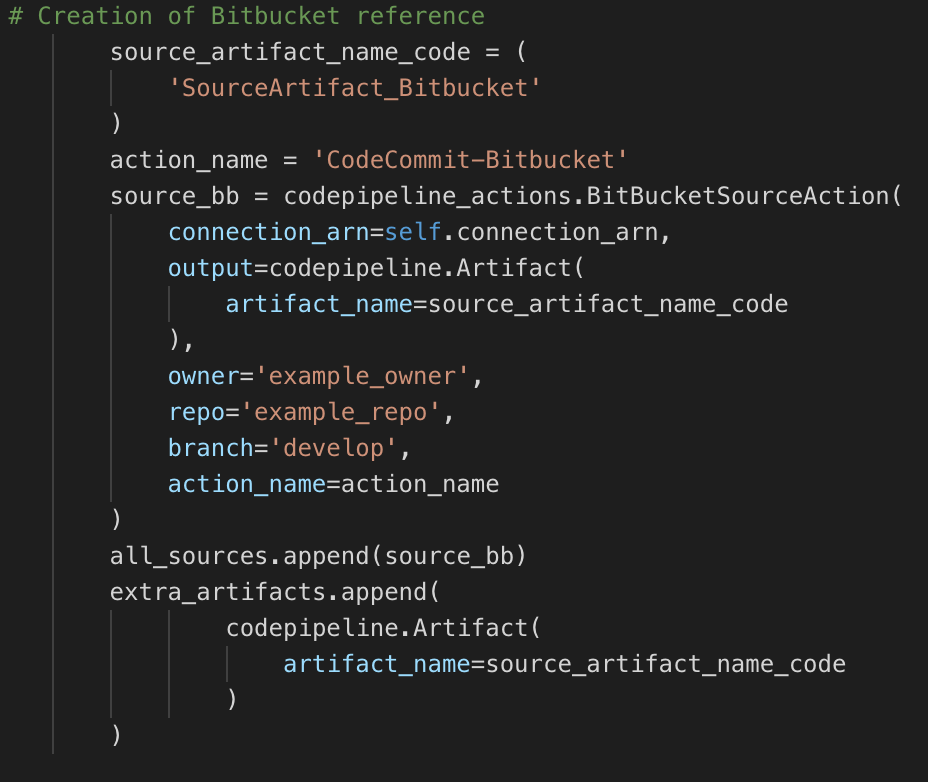 # Creation of Bitbucket reference
source_artifact_name_code = (
'SourceArtifact_Bitbucket'
)
action_name = 'CodeCommit-Bitbucket'
source_bb = codepipeline_actions.BitBucketSourceAction(
connection_arn=self.connection_arn,
output=codepipeline.Artifact(
artifact_name=source_artifact_name_code
),
owner='example_owner',
repo='example_repo',
branch='develop',
action_name=action_name
)
all_sources.append(source_bb)
extra_artifacts.append(
codepipeline.Artifact(
artifact_name=source_artifact_name_code
)
)